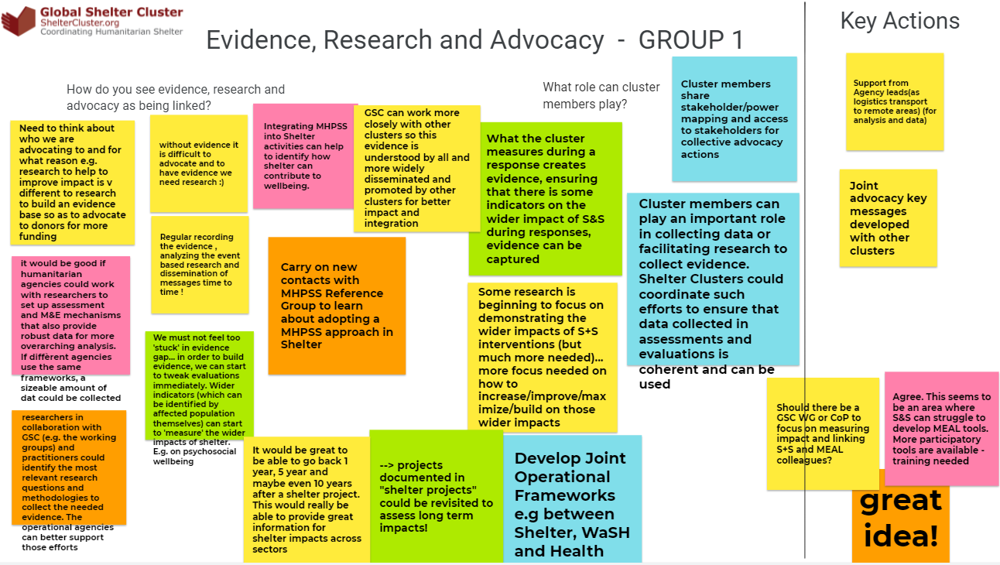 Global Shelter Cluster
ShelterCluster.org
Coordinating Humanitarian Shelter
Evidence, Research and Advocacy - GROUP 1
Key Actions
How do you see evidence, research and
advocacy as being linked?
What role can cluster
members play?
Need to think about
who we are
advocating to and for
what reason e.g.
research to help to
improve impact is v
different to research
to build an evidence
base so as to advocate
to donors for more
funding
without evidence it
is difficult to
advocate and to
have evidence we
need research :)
Integrating MHPSS
into Shelter
activities can help
to identify how
shelter can
contribute to
wellbeing.
GSC can work more
closely with other
clusters so this
evidence is
understood by all and
more widely
disseminated and
promoted by other
clusters for better
impact and
integration
What the cluster
measures during a
response creates
evidence, ensuring
that there is some
indicators on the
wider impact of S&S
during responses,
evidence can be
captured
Cluster members
share
stakeholder/power
mapping and access
to stakeholders for
collective advocacy
actions
Support from
Agency leads(as
logistics transport
to remote areas) (for
analysis and data)
Regular recording
the evidence ,
analyzing the event
based research and
dissemination of
messages time to
time !
Carry on new
contacts with
MHPSS Reference
Group to learn
about adopting a
MHPSS approach in
Shelter
Cluster members can
play an important role
in collecting data or
facilitating research to
collect evidence.
Shelter Clusters could
coordinate such
efforts to ensure that
data collected in
assessments and
evaluations is
coherent and can be
used
Joint
advocacy key
messages
developed
with other
clusters
it would be good if
humanitarian
agencies could work
with researchers to
set up assessment
and M&E mechanisms
that also provide
robust data for more
overarching analysis.
If different agencies
use the same
frameworks, a
sizeable amount of
dat could be collected
We must not feel too
'stuck' in evidence
gap... in order to build
evidence, we can start
to tweak evaluations
immediately. Wider
indicators (which can
be identified by
affected population
themselves) can start
to 'measure' the wider
impacts of shelter.
E.g. on psychosocial
wellbeing
Some research is
beginning to focus on
demonstrating the
wider impacts of S+S
interventions (but
much more needed)...
more focus needed on
how to
increase/improve/max
imize/build on those
wider impacts
researchers in
collaboration with
GSC (e.g. the working
groups) and
practitioners could
identify the most
relevant research
questions and
methodologies to
collect the needed
evidence. The
operational agencies
can better support
those efforts
It would be great to
be able to go back 1
year, 5 year and
maybe even 10 years
after a shelter project.
This would really be
able to provide great
information for
shelter impacts across
sectors
--> projects
documented in
"shelter projects"
could be revisited to
assess long term
impacts!
Develop Joint
Operational
Frameworks
e.g between
Shelter, WaSH
and Health
Should there be a
GSC WG or CoP to
focus on measuring
impact and linking
S+S and MEAL
colleagues?
Agree. This seems to
be an area where
S&S can struggle to
develop MEAL tools.
More participatory
tools are available -
training needed
great
idea!